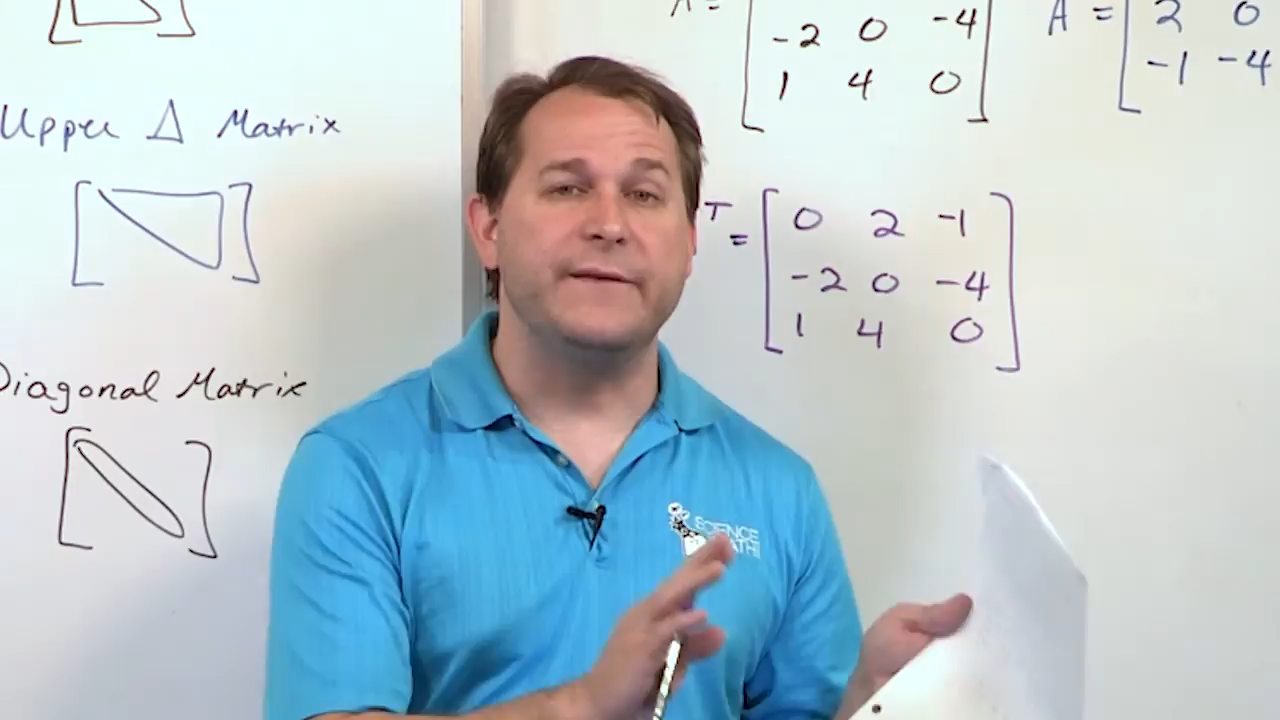 Upper Δ Matrix
Diagonal Matrix
A =
-2 0 -4
1 4 0
A = 2 0
-1 -4
T = 0 2 -1
-2 0 -4
1 4 0
SCIENCE